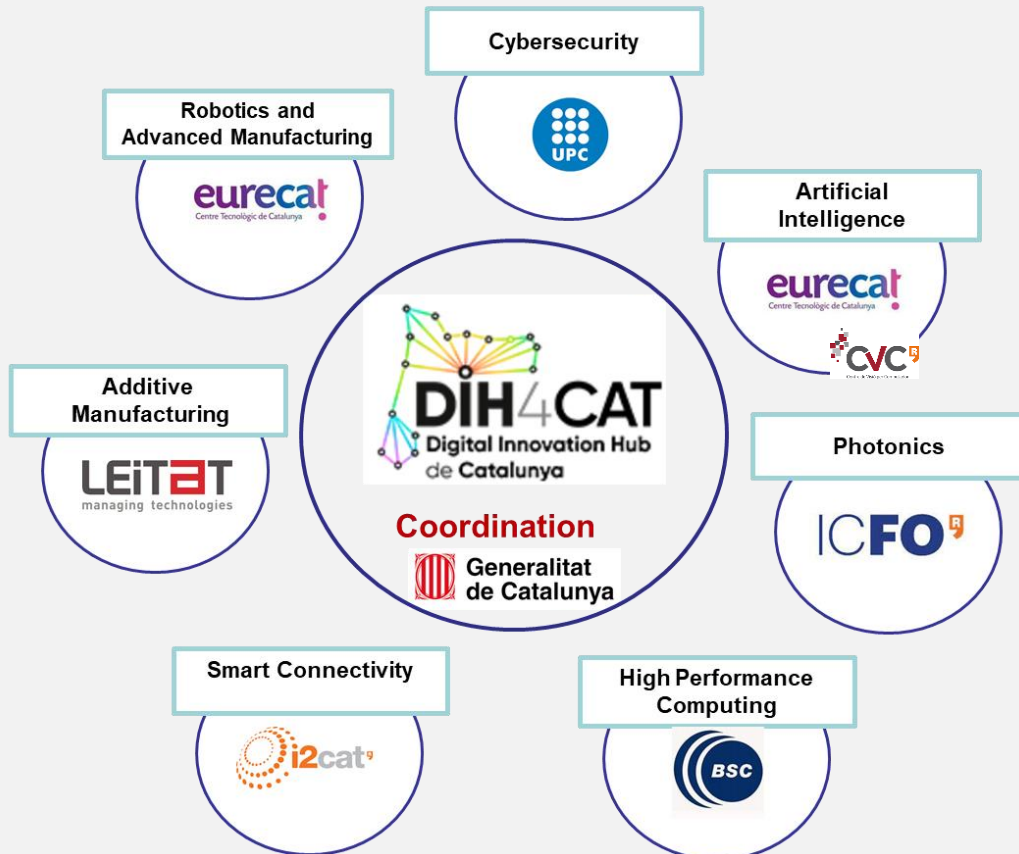 Cybersecurity
UPC
Robotics and
Advanced Manufacturing
eurecat
Centre Tecnològic de Catalunya
Artificial
Intelligence
eurecat
Centre Tecnològic de Catalunya
CVC R
DIH4CAT
Digital Innovation Hub
de Catalunya
Coordination
Generalitat
de Catalunya
Additive
Manufacturing
LEITAT
managing technologies
Photonics
ICFO R
Smart Connectivity
i2cat R
High Performance
Computing
BSC